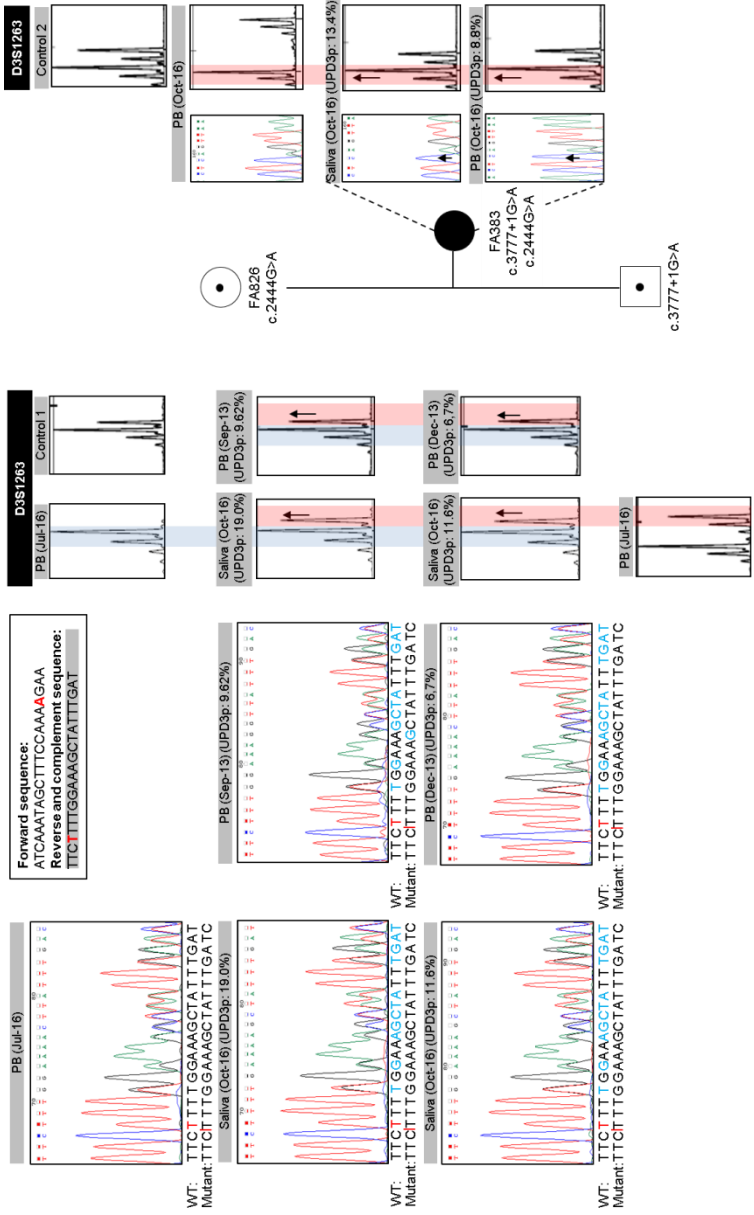 PB (Jul-16)
WT: TTCTTTTGGAAAGCTATTTGAT
Mutant: TTCTTTTGGAAAGCTATTTGATC
Forward sequence:
ATCAAATAGCTTTCCAAAAGAA
Reverse and complement sequence:
TTCTTTTGGAAAGCTATTTGAT
Saliva (Oct-16) (UPD3p: 19.0%)
WT: TTCTTTTGGAAAGCTATTTGAT
Mutant: TTCTTTTGGAAAGCTATTTGATC
PB (Sep-13) (UPD3p: 9.62%)
WT: TTCTTTTGGAAAGCTATTTGAT
Mutant: TTCTTTTGGAAAGCTATTTGATC
Saliva (Oct-16) (UPD3p: 11.6%)
WT: TTCTTTTGGAAAGCTATTTGAT
Mutant: TTCTTTTGGAAAGCTATTTGATC
PB (Dec-13) (UPD3p: 6,7%)
WT: TTCTTTTGGAAAGCTATTTGAT
Mutant: TTCTTTTGGAAAGCTATTTGATC
D3S1263
PB (Jul-16)
Control 1
Saliva (Oct-16)
(UPD3p: 19.0%)
PB (Sep-13)
(UPD3p: 9.62%)
Saliva (Oct-16)
(UPD3p: 11.6%)
PB (Dec-13)
(UPD3p: 6,7%)
PB (Jul-16)
c.3777+1G>A
FA826
c.2444G>A
FA383
c.3777+1G>A
c.2444G>A
D3S1263
Control 2
PB (Oct-16)
Saliva (Oct-16) (UPD3p: 13.4%)
PB (Oct-16) (UPD3p: 8.8%)